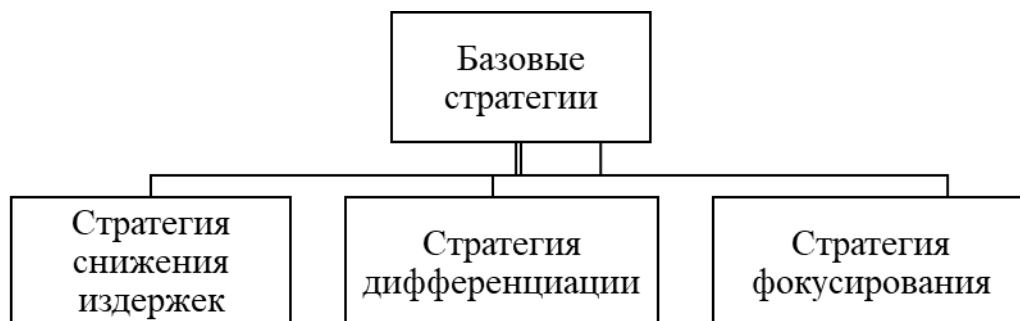 Базовые
стратегии
Стратегия
снижения
издержек
Стратегия
дифференциации
Стратегия
фокусирования